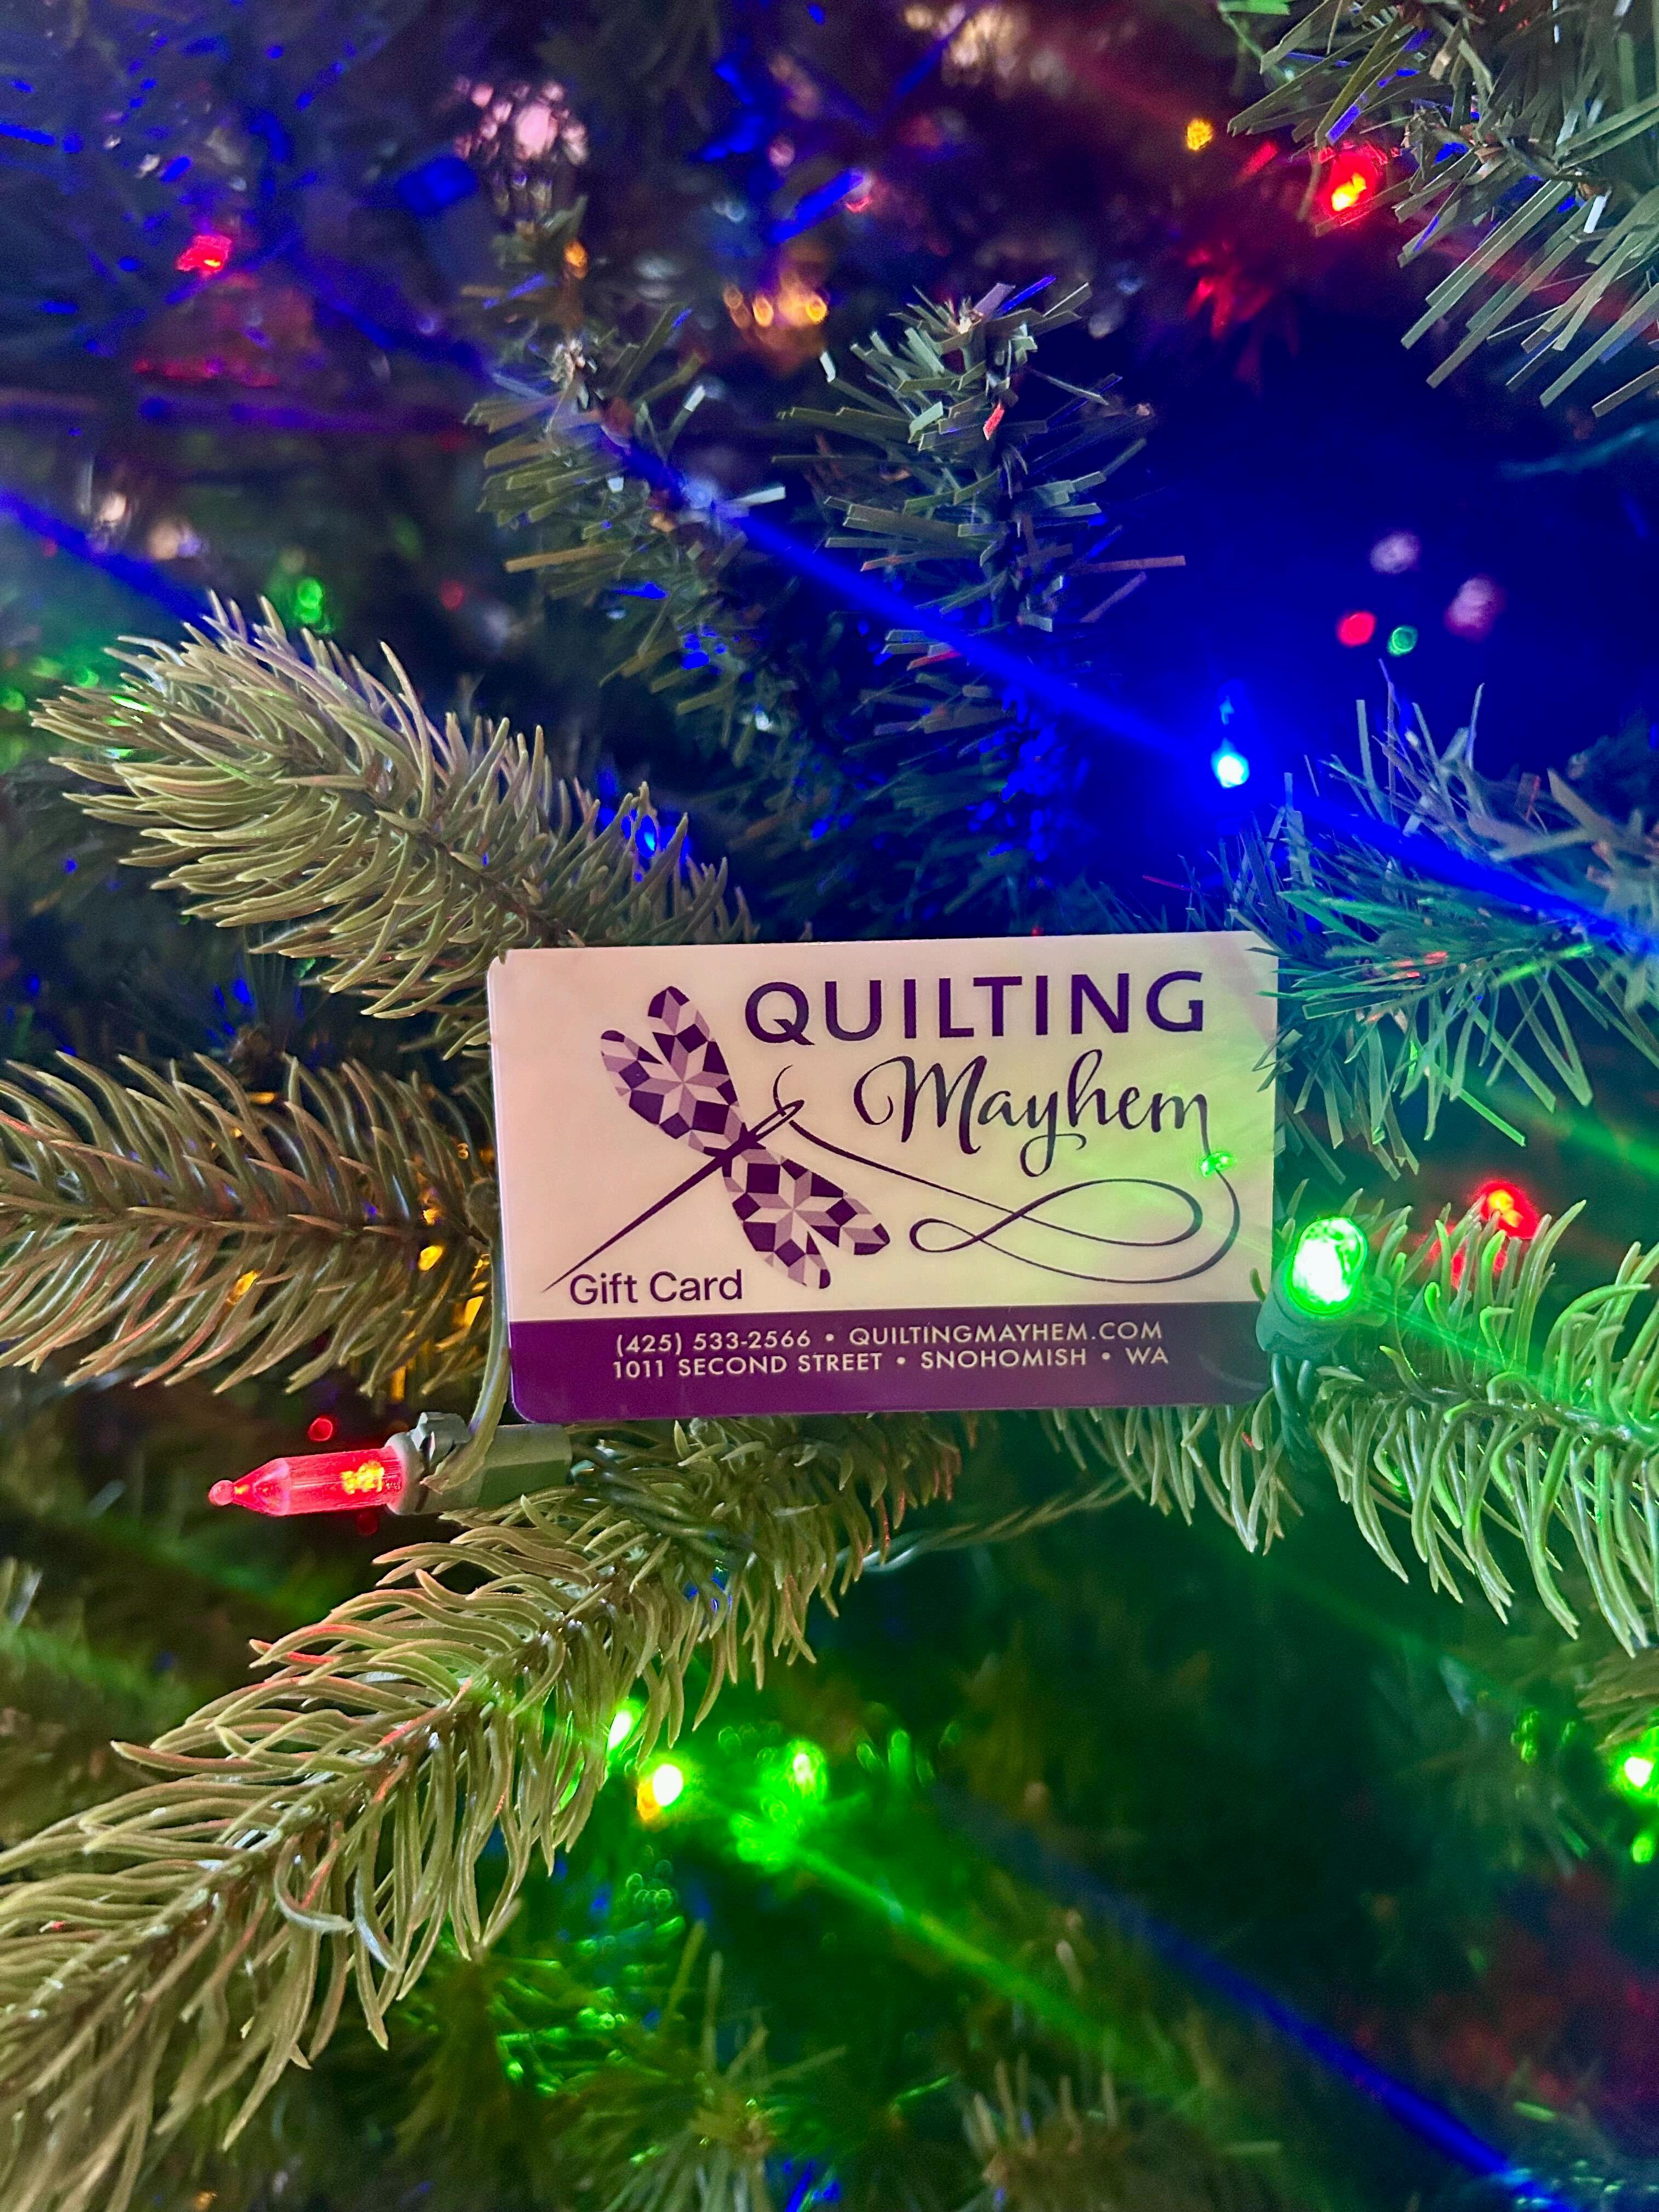 QUILTING
Mayhem
Gift Card
(425) 533-2566 • QUILTINGMAYHEM.COM
1011 SECOND STREET • SNOHOMISH • WA